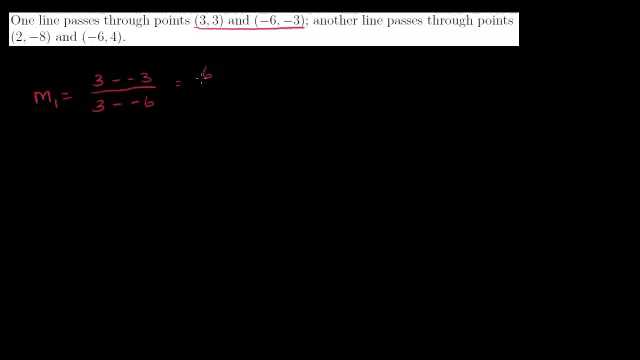 One line passes through points (3, 3) and (−6, −3); another line passes through points
(2, −8) and (−6, 4).
m₁ = 3 − −3 / 3 − −6 = 6